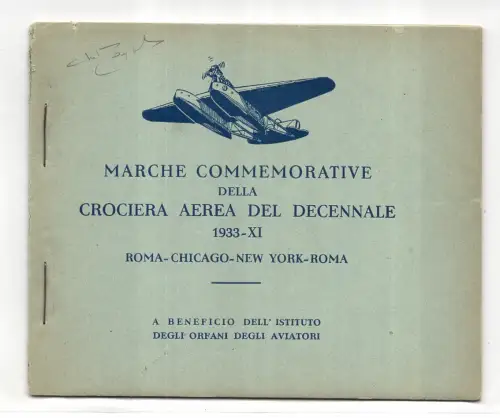 MARCHE COMMEMORATIVE
DELLA
CROCIERA AEREA DEL DECENNALE
1933-XI
ROMA-CHICAGO-NEW YORK-ROMA
A BENEFICIO DELL'ISTITUTO
DEGLI ORFANI DEGLI AVIATORI